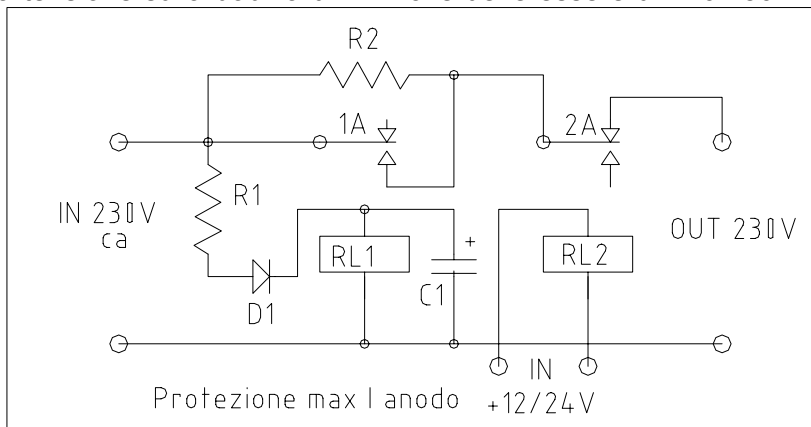 R2
1A
2A
R1
IN 230V
ca
OUT 230V
RL1
+
RL2
C1
D1
IN
Protezione max I anodo
+12/24V